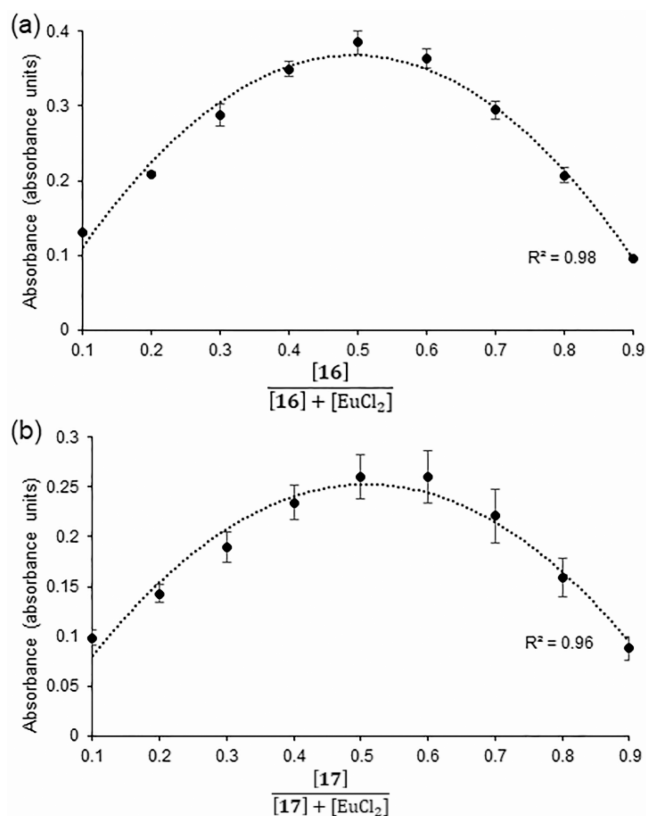 (a)
Absorbance (absorbance units)
0.4
0.3
0.2
0.1
0
R² = 0.98
0.1 0.2 0.3 0.4 0.5 0.6 0.7 0.8 0.9
[16]
[16] + [EuCl₂]
(b)
Absorbance (absorbance units)
0.3
0.25
0.2
0.15
0.1
0.05
0
R² = 0.96
0.1 0.2 0.3 0.4 0.5 0.6 0.7 0.8 0.9
[17]
[17] + [EuCl₂]